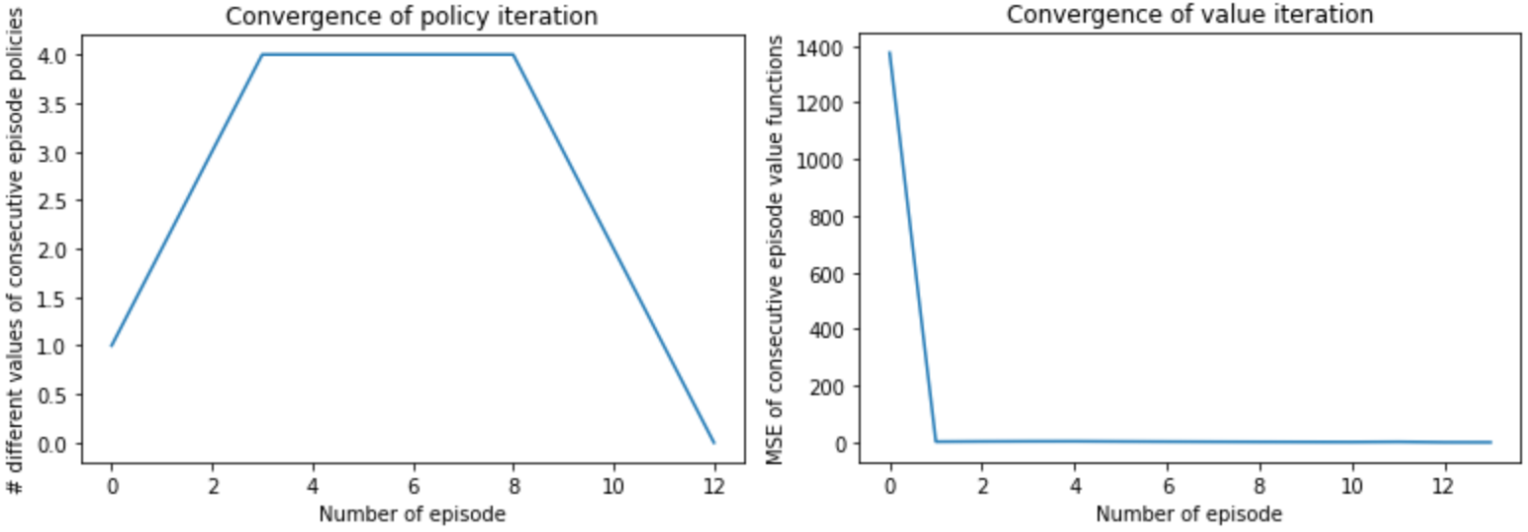 Convergence of policy iteration
# different values of consecutive episode policies
4.0
3.5
3.0
2.5
2.0
1.5
1.0
0.5
0.0
0 2 4 6 8 10 12
Number of episode
Convergence of value iteration
MSE of consecutive episode value functions
1400
1200
1000
800
600
400
200
0
0 2 4 6 8 10 12
Number of episode